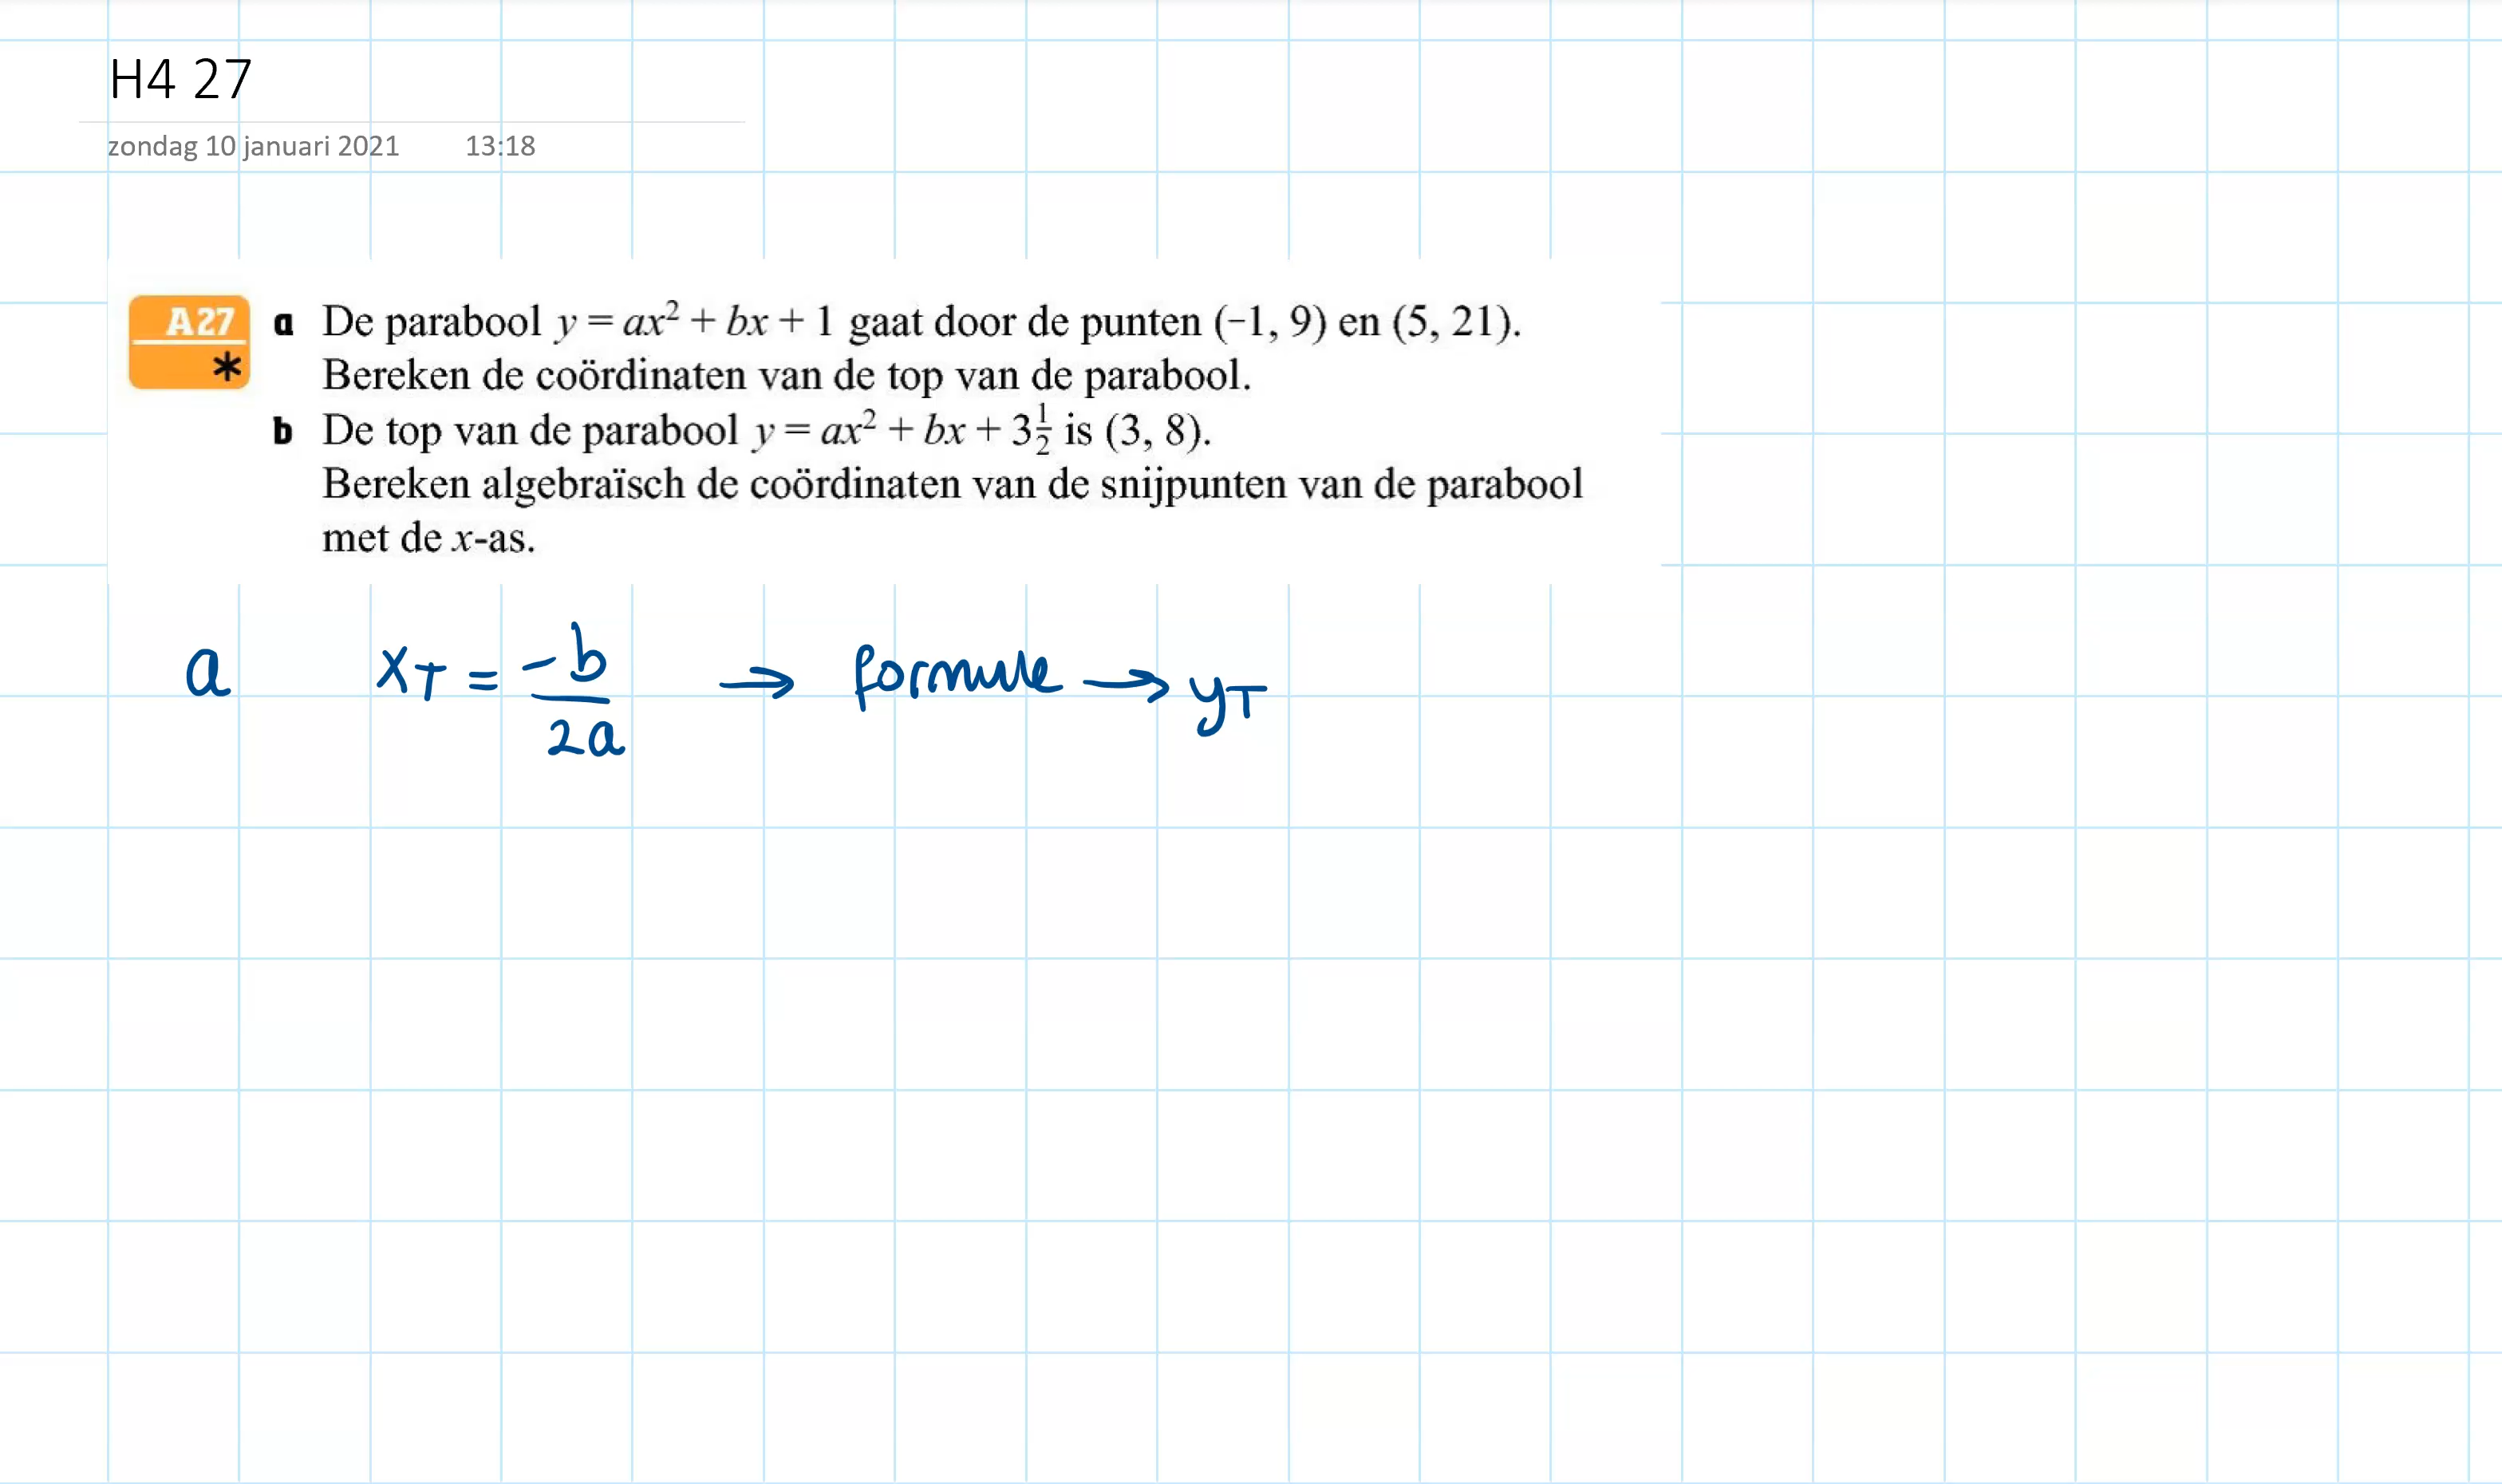 H4 27
zondag 10 januari 2021 13:18
A27 a De parabool y = ax² + bx + 1 gaat door de punten (−1, 9) en (5, 21).
* Bereken de coördinaten van de top van de parabool.
b De top van de parabool y = ax² + bx + 3½ is (3, 8).
Bereken algebraïsch de coördinaten van de snijpunten van de parabool
met de x-as.
a x_T = -b/2a → formule → y_T